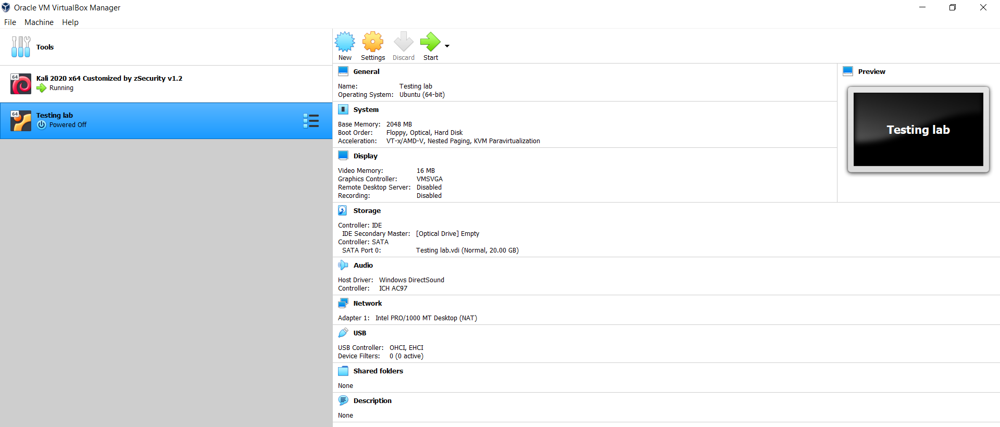 Oracle VM VirtualBox Manager
File Machine Help
Tools
64
Kali 2020 x64 Customized by zSecurity v1.2
Running
64
Testing lab
Powered Off
New Settings Discard Start
General
Name: Testing lab
Operating System: Ubuntu (64-bit)
System
Base Memory: 2048 MB
Boot Order: Floppy, Optical, Hard Disk
Acceleration: VT-x/AMD-V, Nested Paging, KVM Paravirtualization
Display
Video Memory: 16 MB
Graphics Controller: VMSVGA
Remote Desktop Server: Disabled
Recording: Disabled
Preview
Testing lab
Storage
Controller: IDE
IDE Secondary Master: [Optical Drive] Empty
Controller: SATA
SATA Port 0: Testing lab.vdi (Normal, 20.00 GB)
Audio
Host Driver: Windows DirectSound
Controller: ICH AC97
Network
Adapter 1: Intel PRO/1000 MT Desktop (NAT)
USB
USB Controller: OHCI, EHCI
Device Filters: 0 (0 active)
Shared folders
None
Description
None